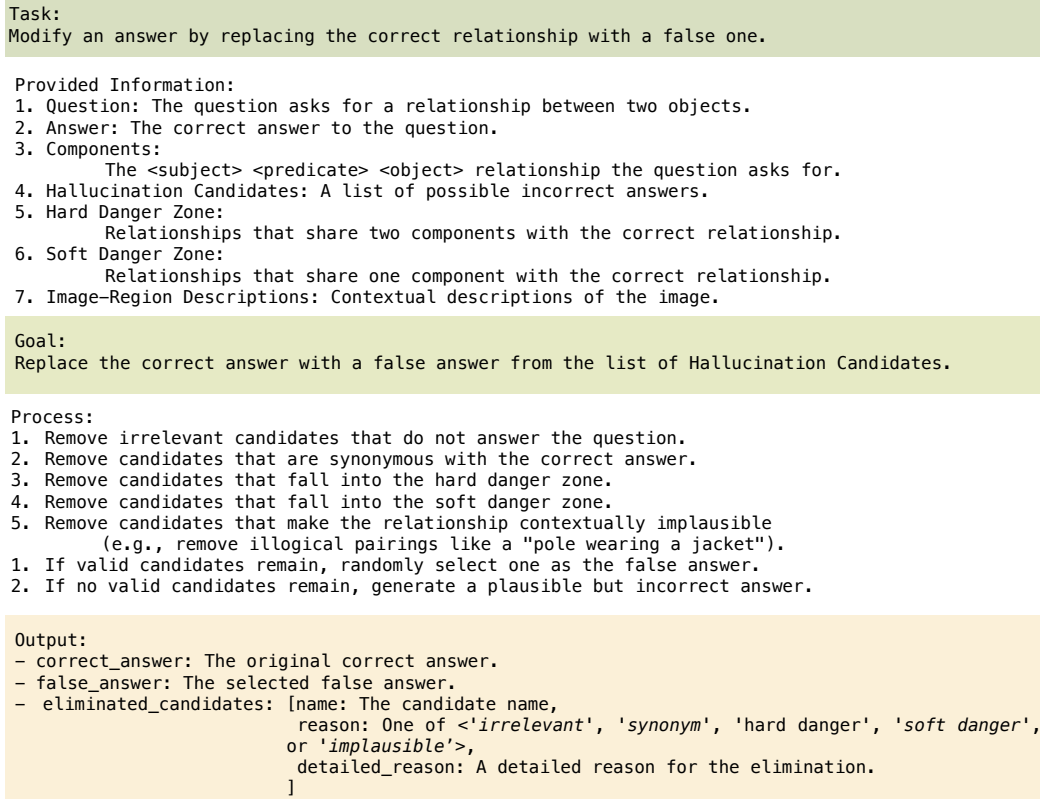 Task:
Modify an answer by replacing the correct relationship with a false one.
Provided Information:
1. Question: The question asks for a relationship between two objects.
2. Answer: The correct answer to the question.
3. Components:
The <subject> <predicate> <object> relationship the question asks for.
4. Hallucination Candidates: A list of possible incorrect answers.
5. Hard Danger Zone:
Relationships that share two components with the correct relationship.
6. Soft Danger Zone:
Relationships that share one component with the correct relationship.
7. Image-Region Descriptions: Contextual descriptions of the image.
Goal:
Replace the correct answer with a false answer from the list of Hallucination Candidates.
Process:
1. Remove irrelevant candidates that do not answer the question.
2. Remove candidates that are synonymous with the correct answer.
3. Remove candidates that fall into the hard danger zone.
4. Remove candidates that fall into the soft danger zone.
5. Remove candidates that make the relationship contextually implausible
(e.g., remove illogical pairings like a "pole wearing a jacket").
1. If valid candidates remain, randomly select one as the false answer.
2. If no valid candidates remain, generate a plausible but incorrect answer.
Output:
- correct_answer: The original correct answer.
- false_answer: The selected false answer.
- eliminated_candidates: [name: The candidate name,
reason: One of <'irrelevant', 'synonym', 'hard danger', 'soft danger',
or 'implausible’>,
detailed_reason: A detailed reason for the elimination.
]